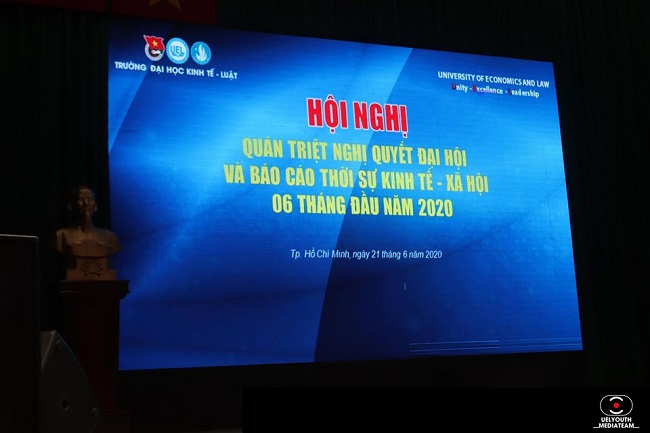 UEL
TRƯỜNG ĐẠI HỌC KINH TẾ - LUẬT
UNIVERSITY OF ECONOMICS AND LAW
Unity - Excellence - Leadership
HỘI NGHỊ
QUÁN TRIỆT NGHỊ QUYẾT ĐẠI HỘI
VÀ BÁO CÁO THỜI SỰ KINH TẾ - XÃ HỘI
06 THÁNG ĐẦU NĂM 2020
Tp. Hồ Chí Minh, ngày 21 tháng 6 năm 2020
UELYOUTH
MEDIATEAM